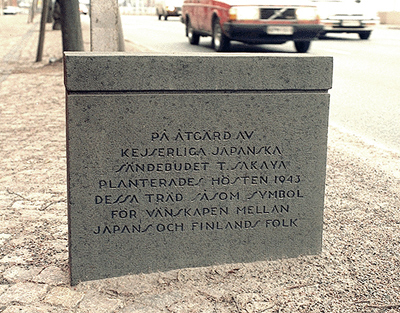 PÅ ÅTGÄRD AV
KEJSERLIGA JAPANSKA
SÄNDEBUDET T. SAKAYA
PLANTERADES HÖSTEN 1943
DESSA TRÄD SÅSOM SYMBOL
FÖR VÄNSKAPEN MELLAN
JAPANS OCH FINLANDS FOLK